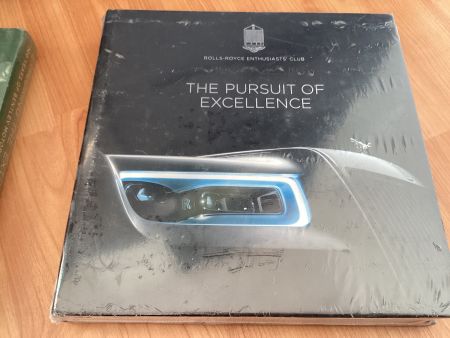 ROLLS-ROYCE ENTHUSIASTS' CLUB
THE PURSUIT OF
EXCELLENCE